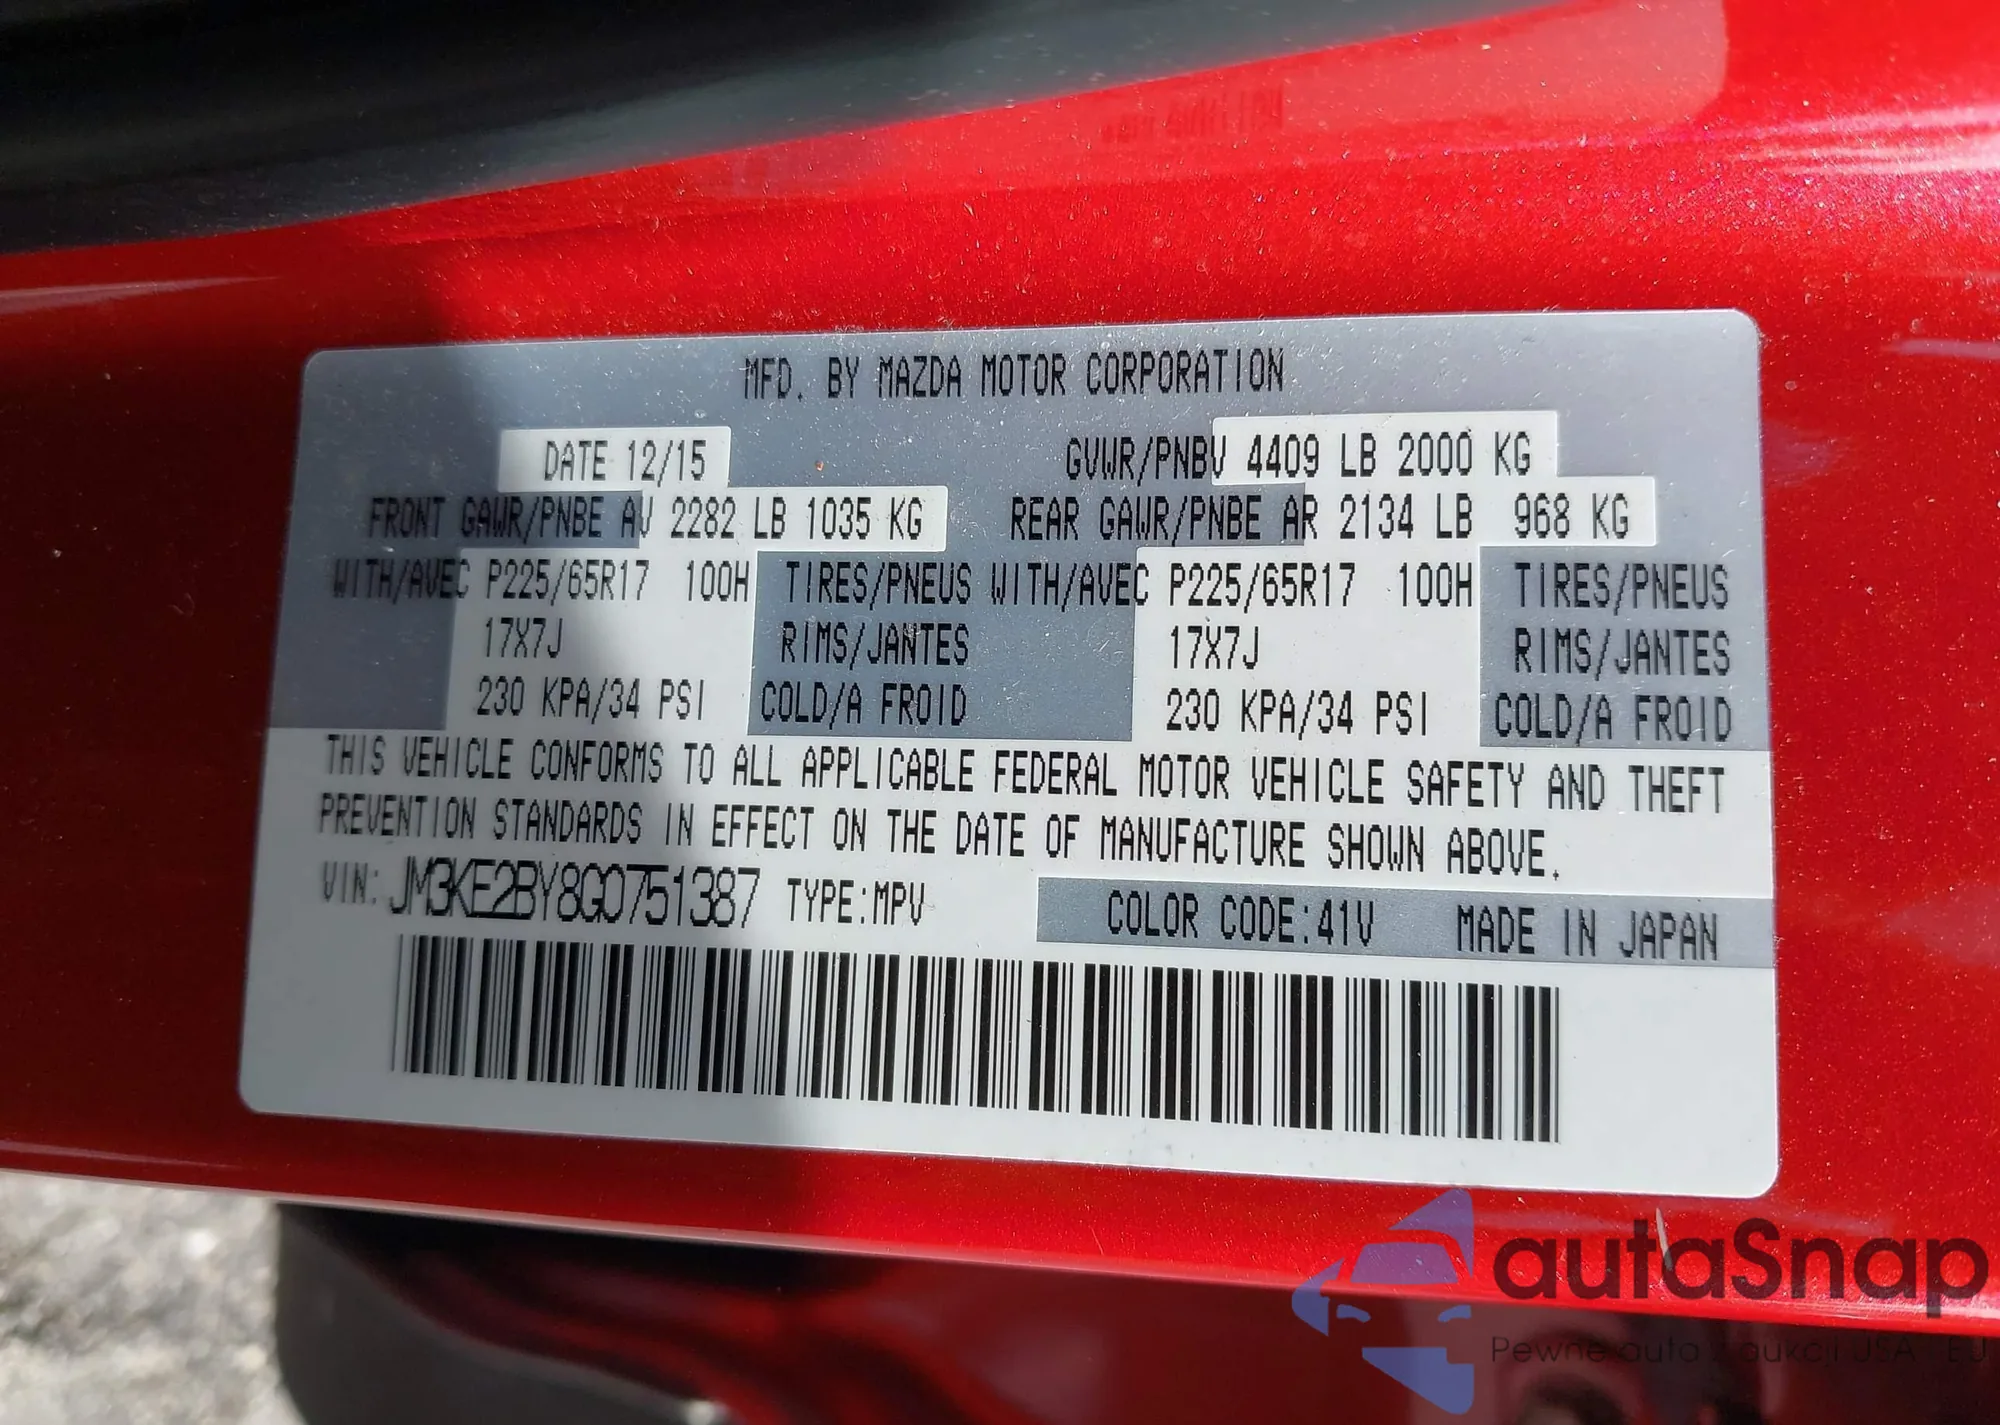 MFD. BY MAZDA MOTOR CORPORATION
DATE 12/15 GVWR/PNBV 4409 LB 2000 KG
FRONT GAWR/PNBE AV 2282 LB 1035 KG REAR GAWR/PNBE AR 2134 LB 968 KG
WITH/AVEC P225/65R17 100H TIRES/PNEUS WITH/AVEC P225/65R17 100H TIRES/PNEUS
17X7J RIMS/JANTES 17X7J RIMS/JANTES
230 KPA/34 PSI COLD/A FROID 230 KPA/34 PSI COLD/A FROID
THIS VEHICLE CONFORMS TO ALL APPLICABLE FEDERAL MOTOR VEHICLE SAFETY AND THEFT
PREVENTION STANDARDS IN EFFECT ON THE DATE OF MANUFACTURE SHOWN ABOVE.
VIN: JM3KE2BY8G0751387 TYPE:MPV COLOR CODE:41V MADE IN JAPAN
autaSnap
Pewne auta z aukcji USA i EU